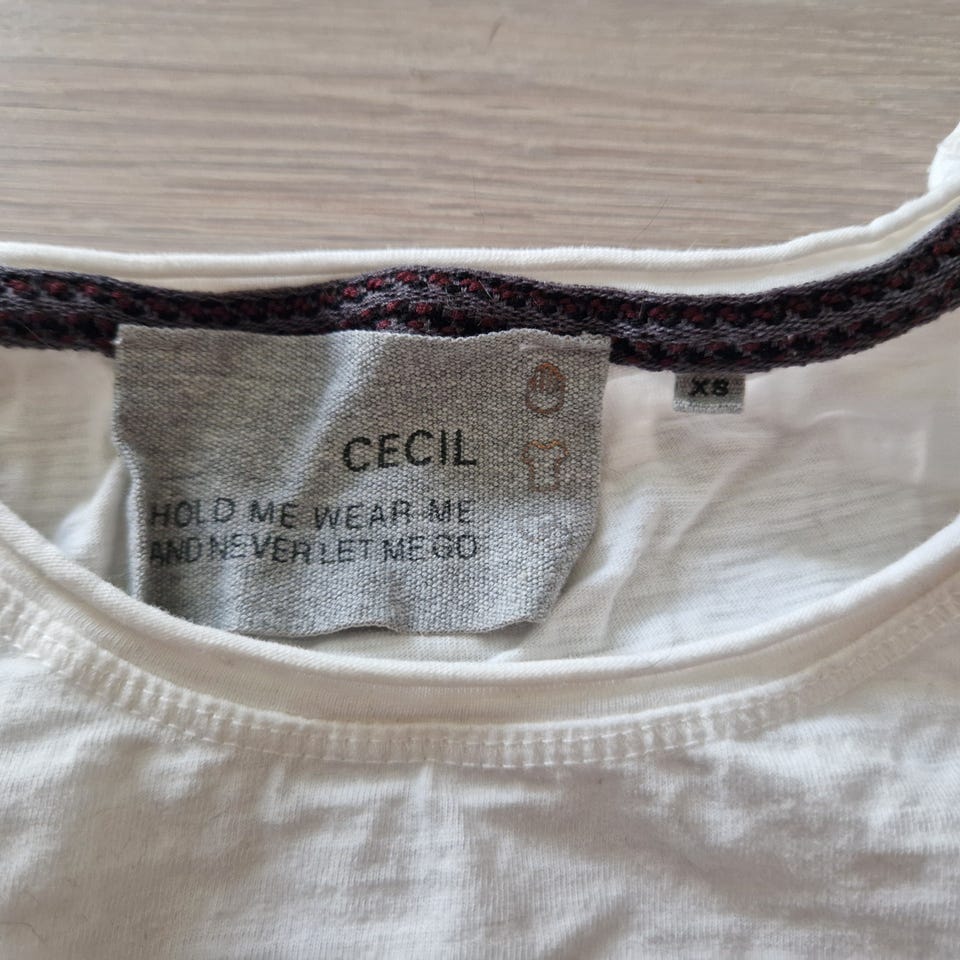 CECIL
HOLD ME WEAR ME
AND NEVER LET ME GO
XS